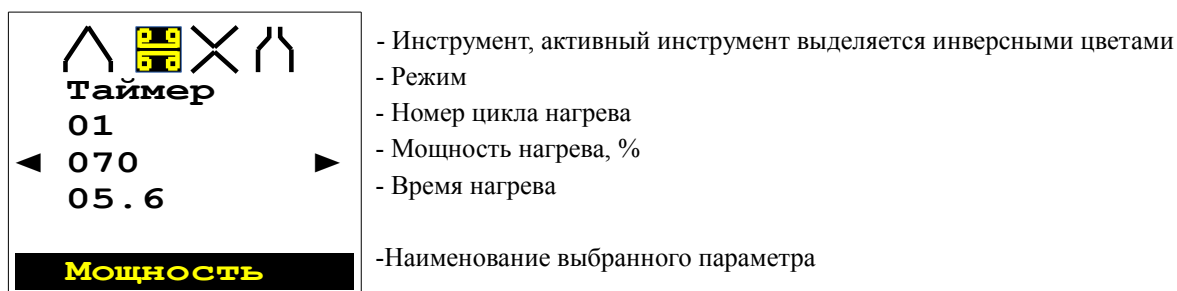 - Инструмент, активный инструмент выделяется инверсными цветами
Таймер - Режим
01 - Номер цикла нагрева
◄ 070 ► - Мощность нагрева, %
05.6 - Время нагрева
Мощность -Наименование выбранного параметра